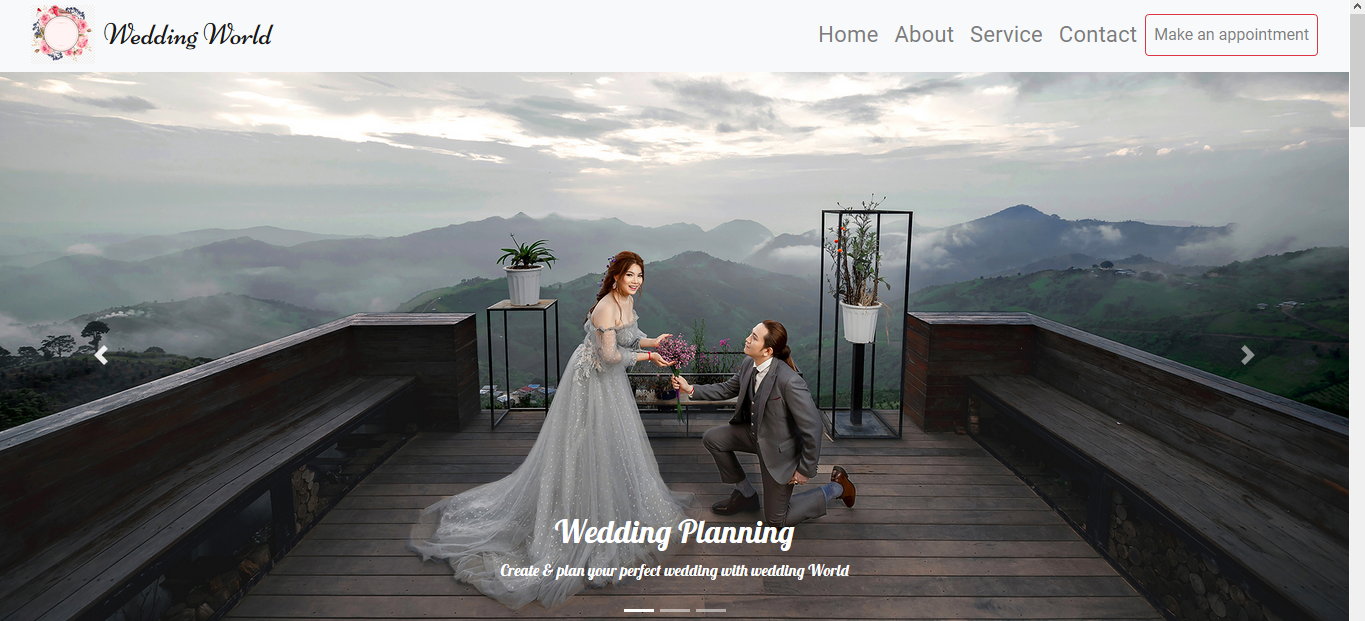 Wedding World
Home About Service Contact Make an appointment
Wedding Planning
Create & plan your perfect wedding with wedding World